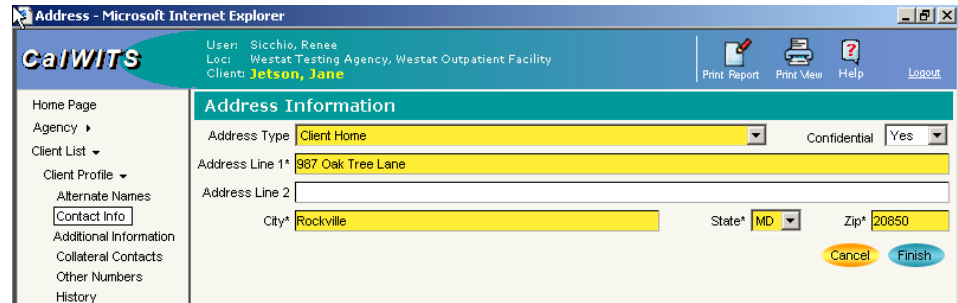 Address - Microsoft Internet Explorer
CalWITS
User: Sicchio, Renee
Loc: Westat Testing Agency, Westat Outpatient Facility
Client: Jetson, Jane
Print Report Print View Help Logout
Home Page
Agency
Client List
Client Profile
Alternate Names
Contact Info
Additional Information
Collateral Contacts
Other Numbers
History
Address Information
Address Type Client Home Confidential Yes
Address Line 1* 987 Oak Tree Lane
Address Line 2
City* Rockville State* MD Zip* 20850
Cancel Finish